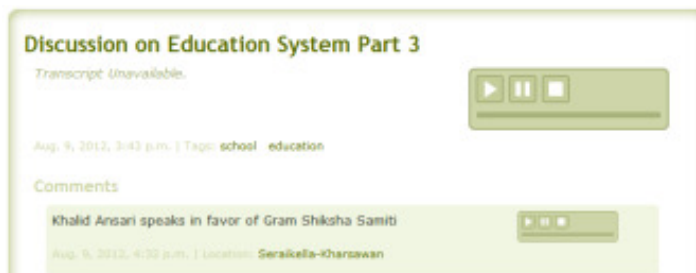 Discussion on Education System Part 3
Transcript Unavailable.
Aug. 9, 2012, 3:43 p.m. | Tags: school education
Comments
Khalid Ansari speaks in favor of Gram Shiksha Samiti
Aug. 9, 2012, 4:32 p.m. | Location: Seraikella-Kharsawan